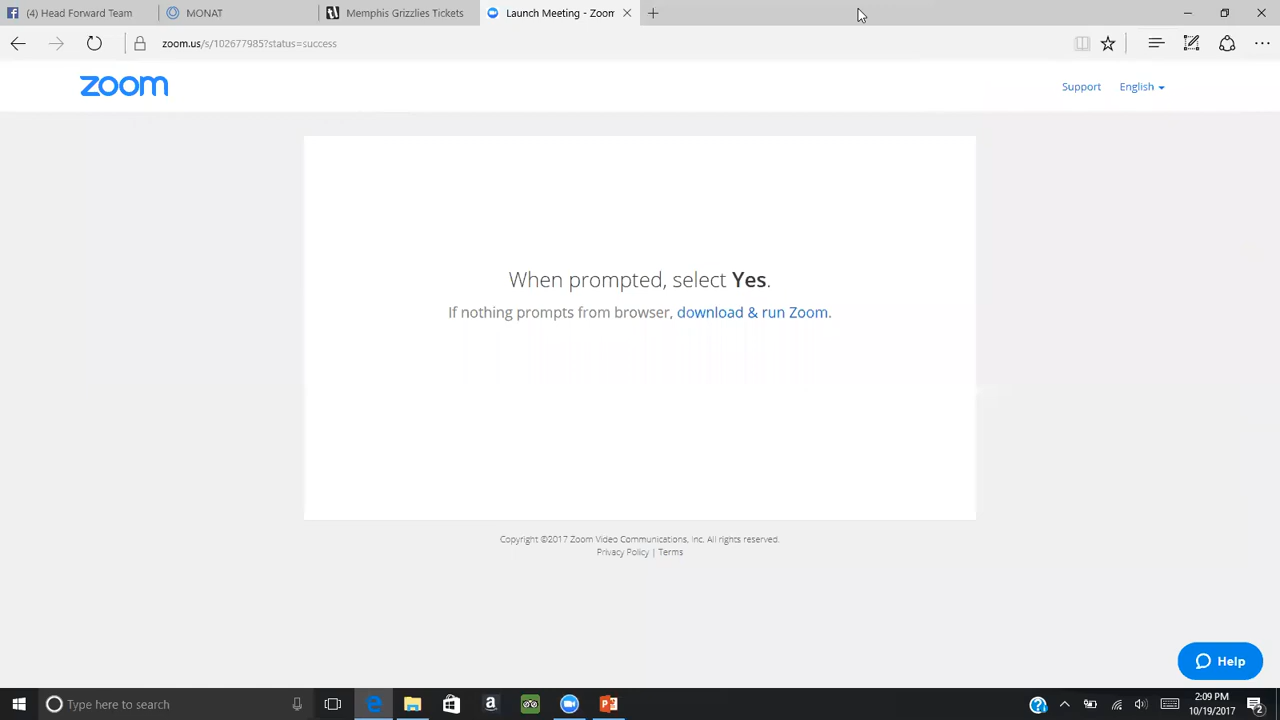 (4) Head Forward Team
MONAT
Memphis Grizzlies Tickets
Launch Meeting - Zoom
zoom.us/s/102677985?status=success
zoom
Support
English
When prompted, select Yes.
If nothing prompts from browser, download & run Zoom.
Copyright ©2017 Zoom Video Communications, Inc. All rights reserved.
Privacy Policy | Terms
Help
Type here to search
2:09 PM
10/19/2017
2